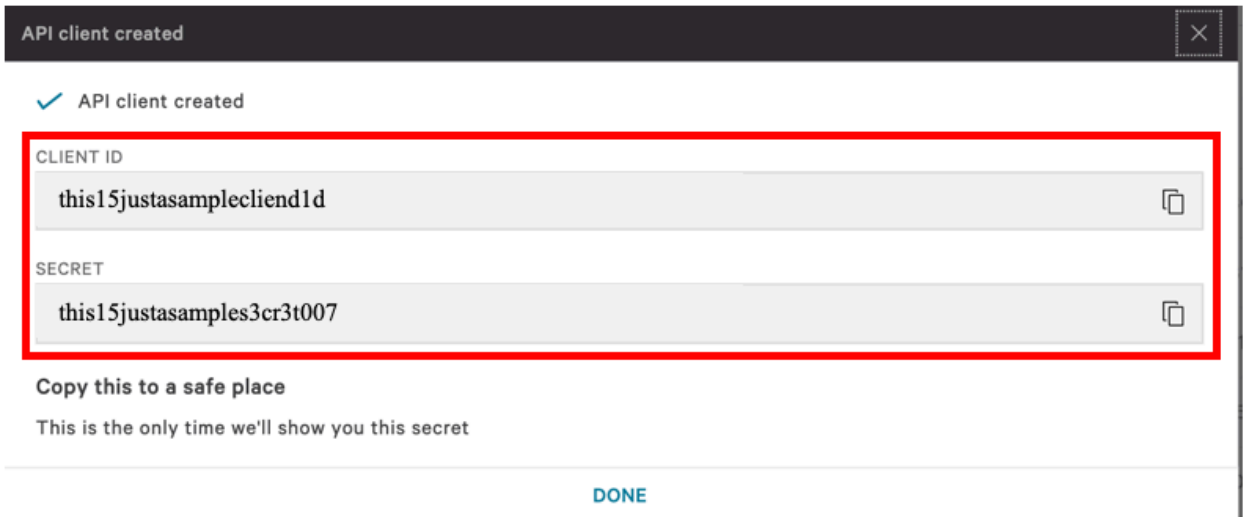 API client created
API client created
CLIENT ID
this15justasamplecliend1d
SECRET
this15justasamples3cr3t007
Copy this to a safe place
This is the only time we'll show you this secret
DONE